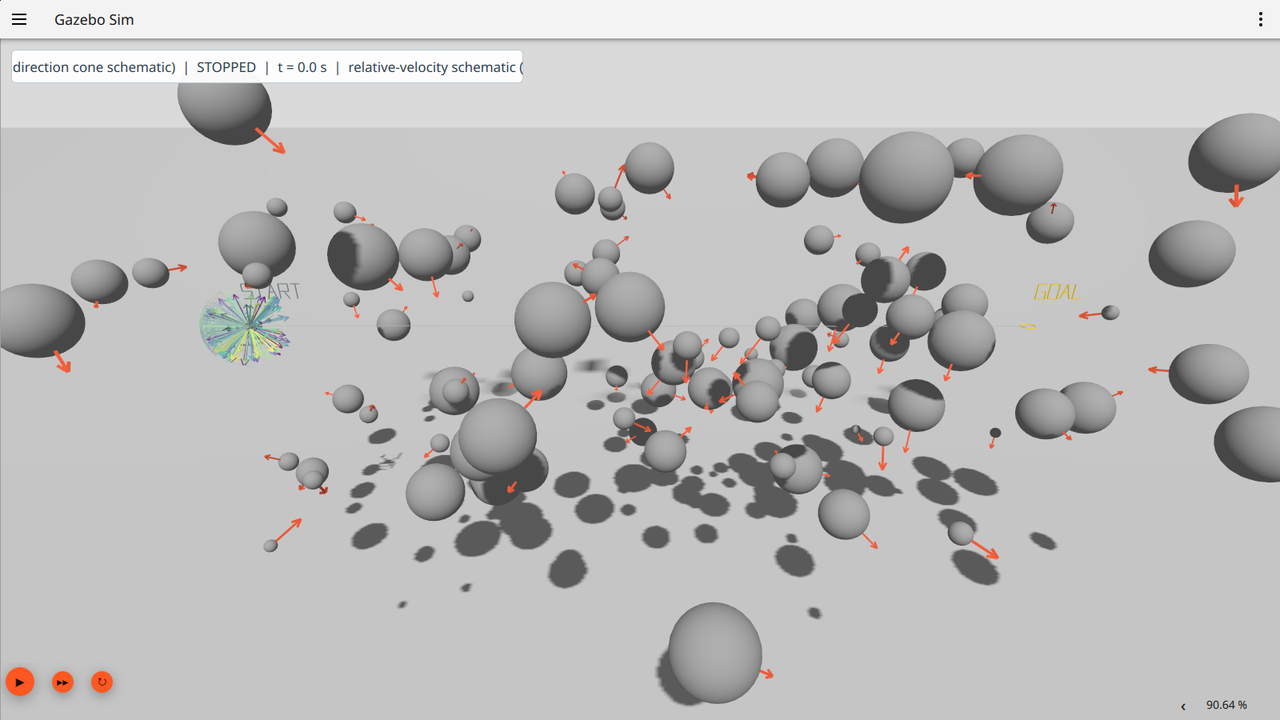 Gazebo Sim
direction cone schematic) | STOPPED | t = 0.0 s | relative-velocity schematic (
START
GOAL
90.64 %